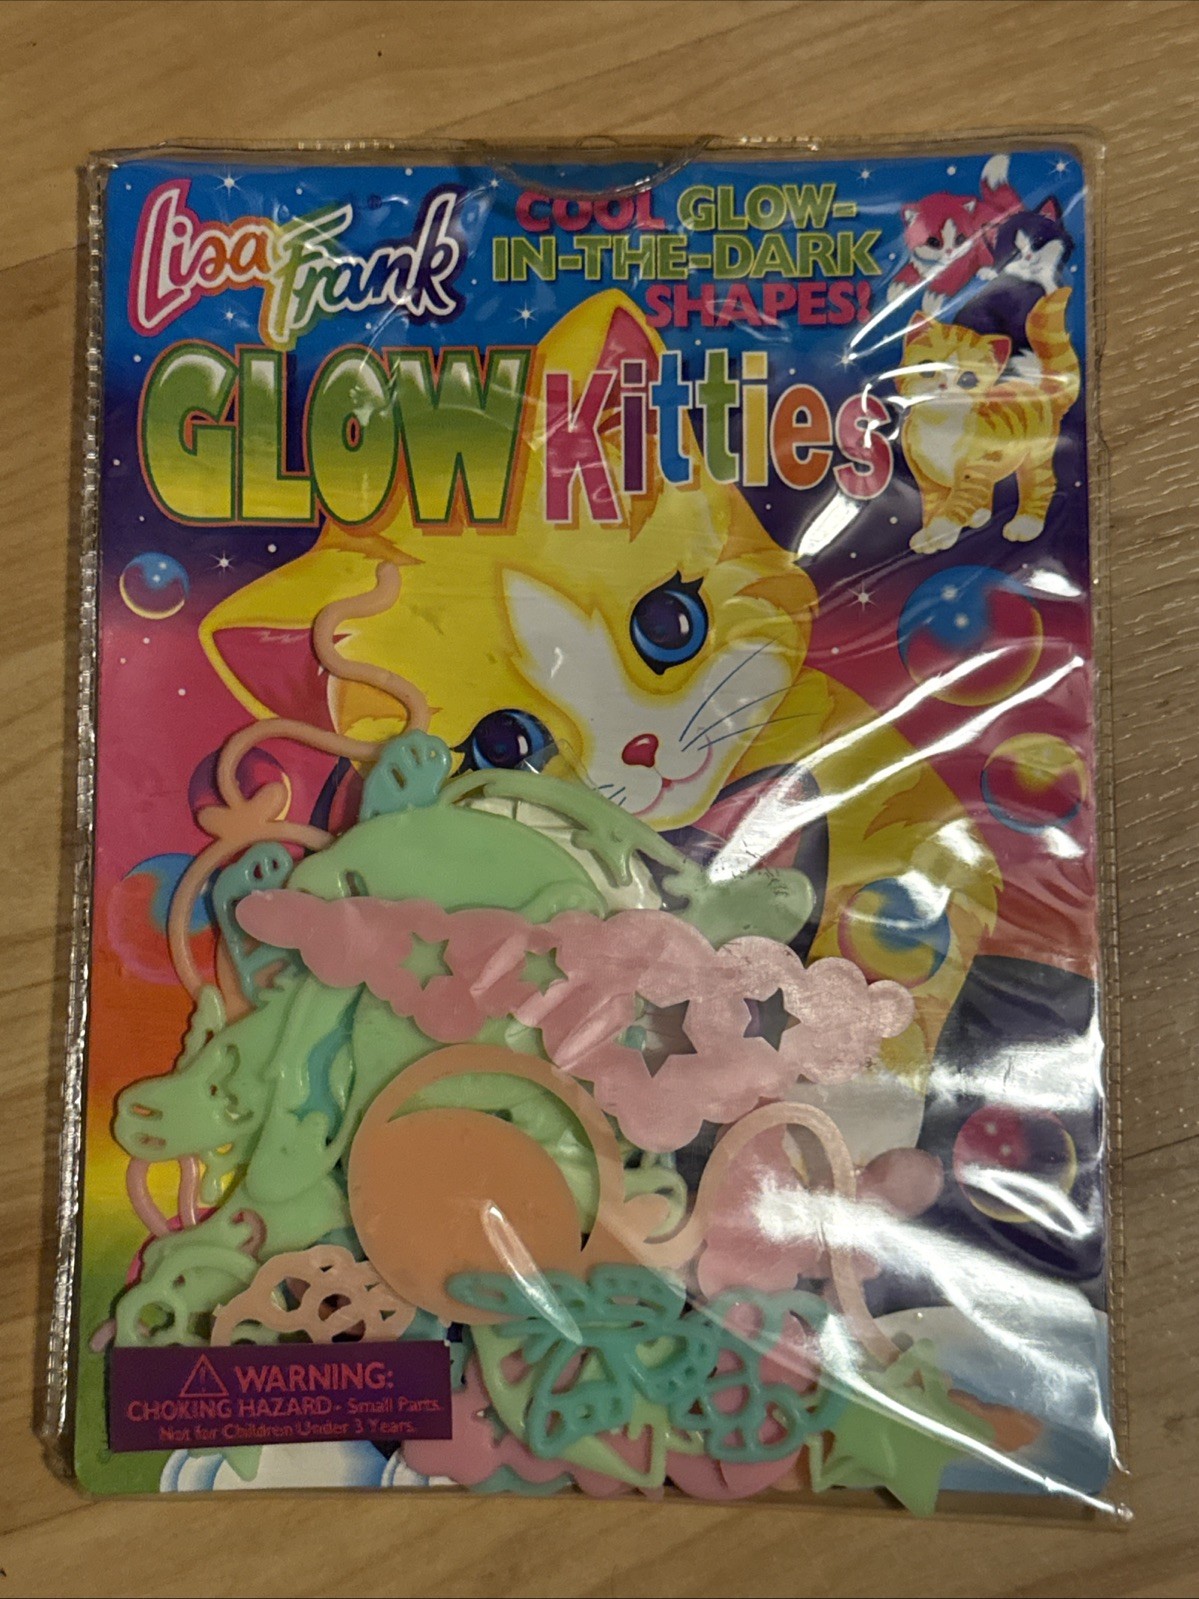 Lisa Frank®
COOL GLOW-
IN-THE-DARK
SHAPES!
GLOW Kitties
WARNING:
CHOKING HAZARD - Small Parts.
Not for Children Under 3 Years.